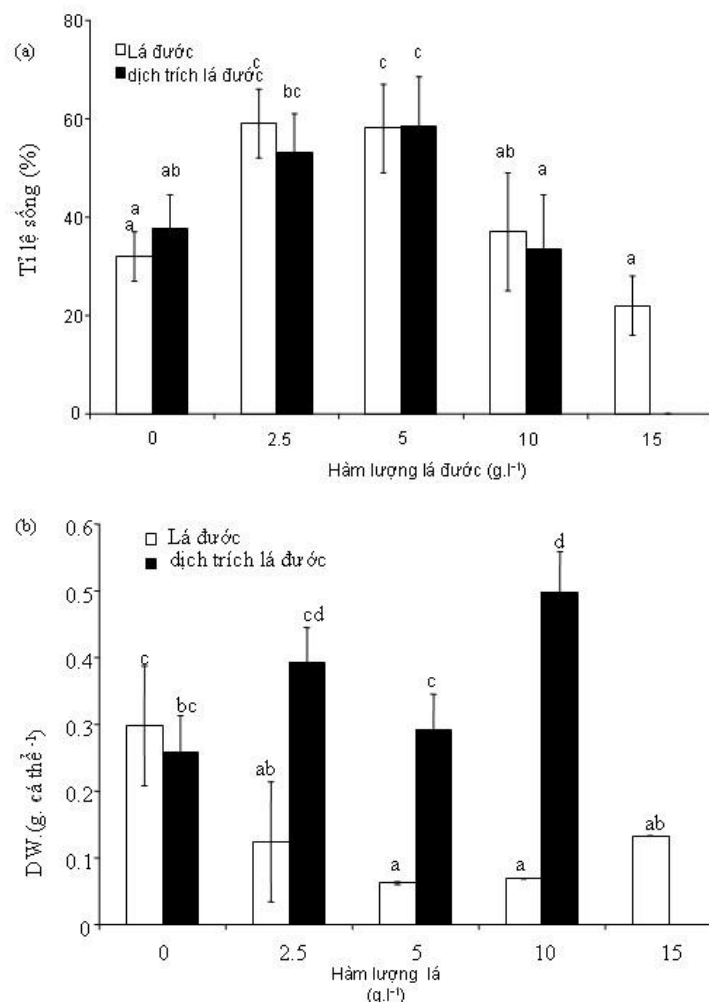 (a)
80
60
40
20
0
Tỉ lệ sống (%)
Lá đước
dịch trích lá đước
a
a
ab
c
bc
c
c
ab
a
a
0 2.5 5 10 15
Hàm lượng lá đước (g.l⁻¹)
(b)
0.6
0.5
0.4
0.3
0.2
0.1
0
DW.(g. cá thể ⁻¹)
Lá đước
dịch trích lá đước
c
bc
ab
cd
a
c
a
d
ab
0 2.5 5 10 15
Hàm lượng lá
(g.l⁻¹)